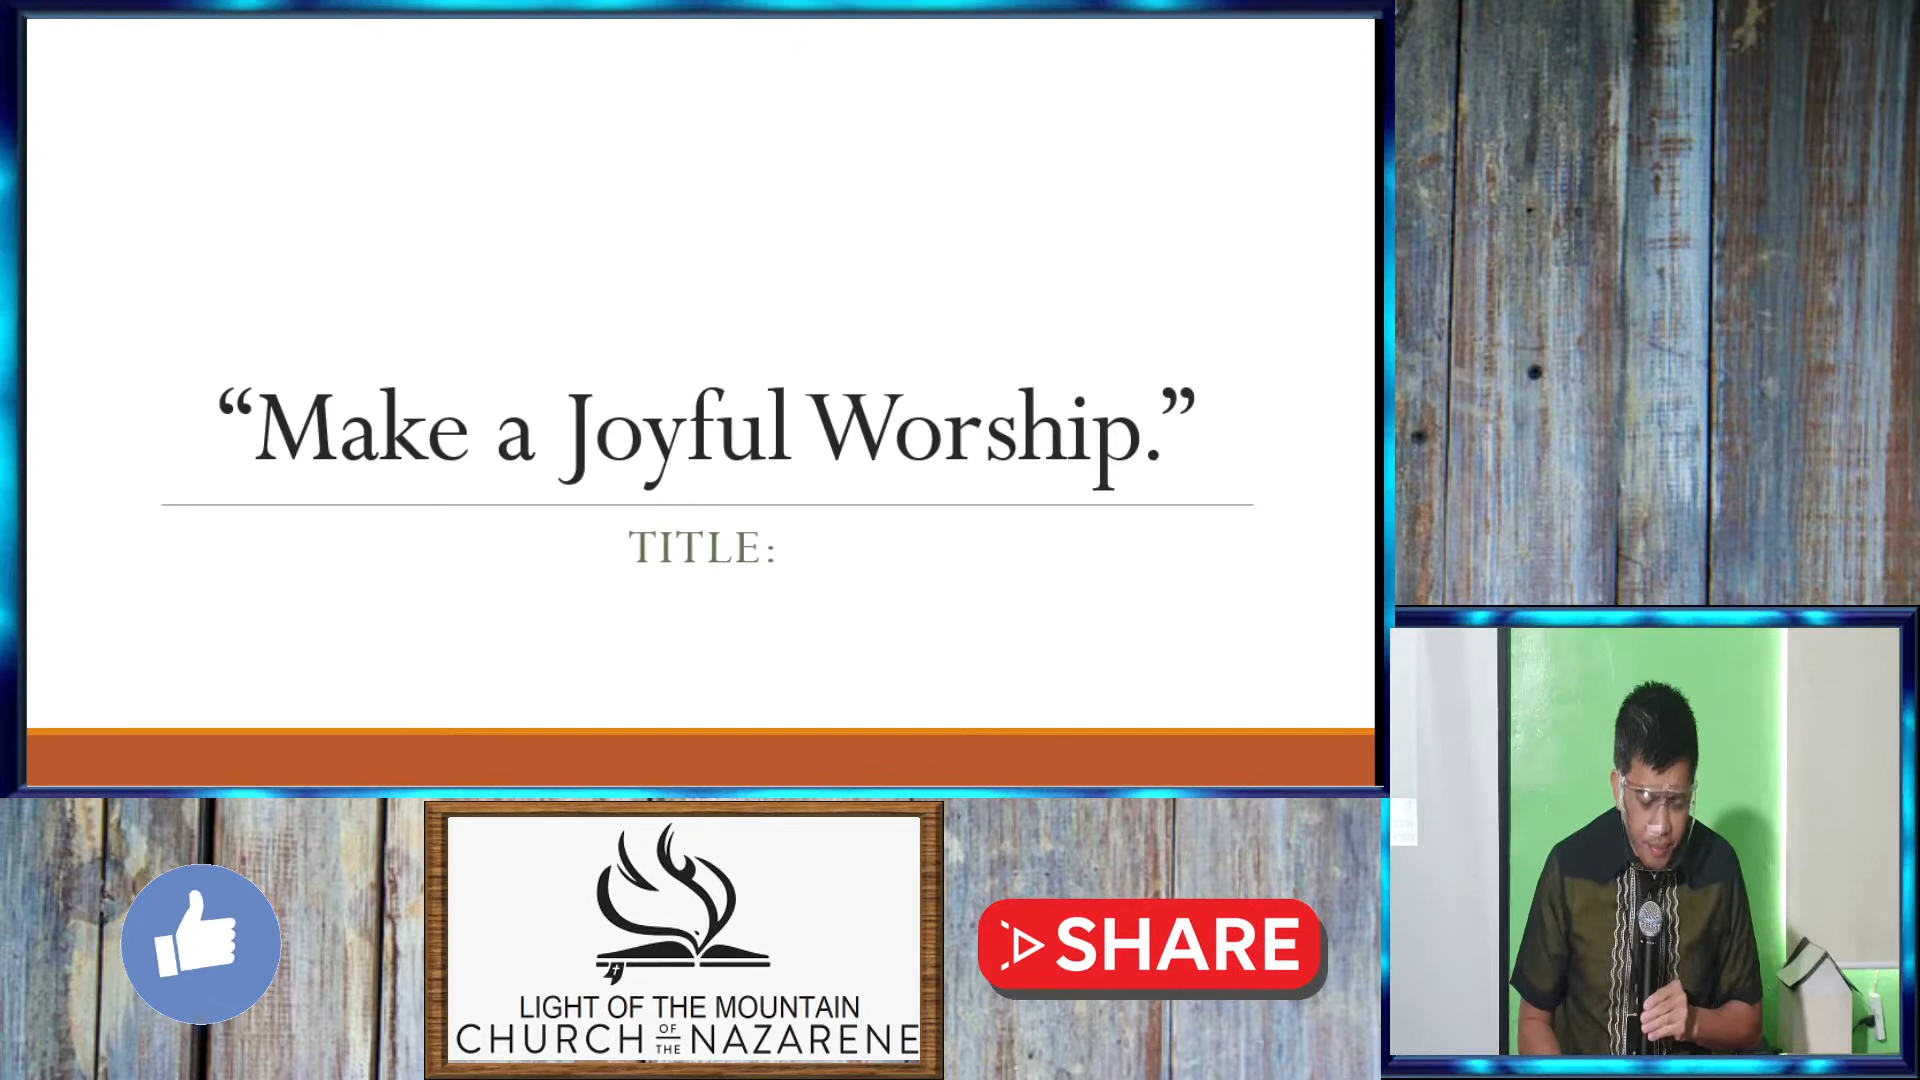 “Make a Joyful Worship.”
TITLE:
LIGHT OF THE MOUNTAIN
CHURCH OF THE NAZARENE
SHARE